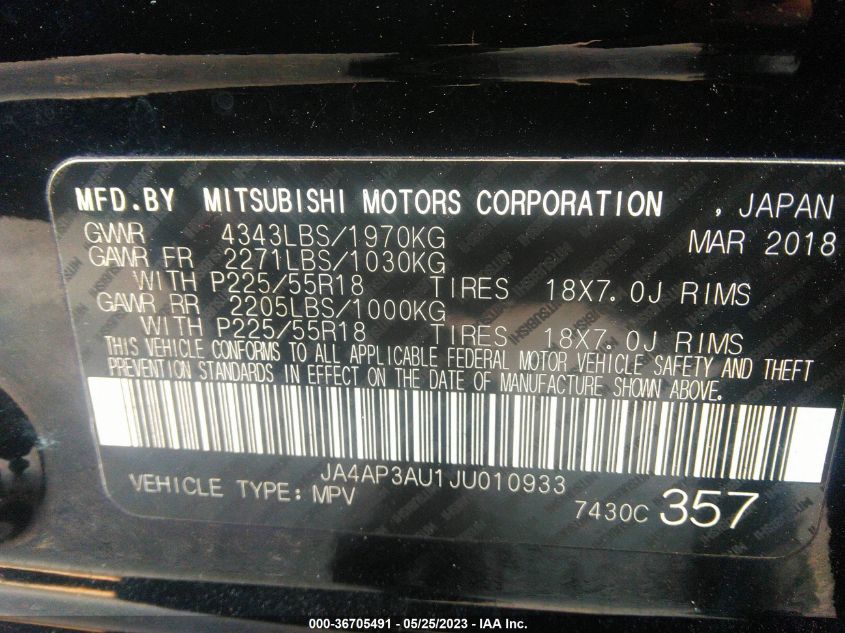 MFD.BY MITSUBISHI MOTORS CORPORATION , JAPAN
GVWR 4343LBS/1970KG MAR 2018
GAWR FR 2271LBS/1030KG
WITH P225/55R18 TIRES 18X7.0J RIMS
GAWR RR 2205LBS/1000KG
WITH P225/55R18 TIRES 18X7.0J RIMS
THIS VEHICLE CONFORMS TO ALL APPLICABLE FEDERAL MOTOR VEHICLE SAFETY AND THEFT
PREVENTION STANDARDS IN EFFECT ON THE DATE OF MANUFACTURE SHOWN ABOVE.
JA4AP3AU1JU010933
VEHICLE TYPE: MPV 7430C 357
000-36705491 - 05/25/2023 - IAA Inc.